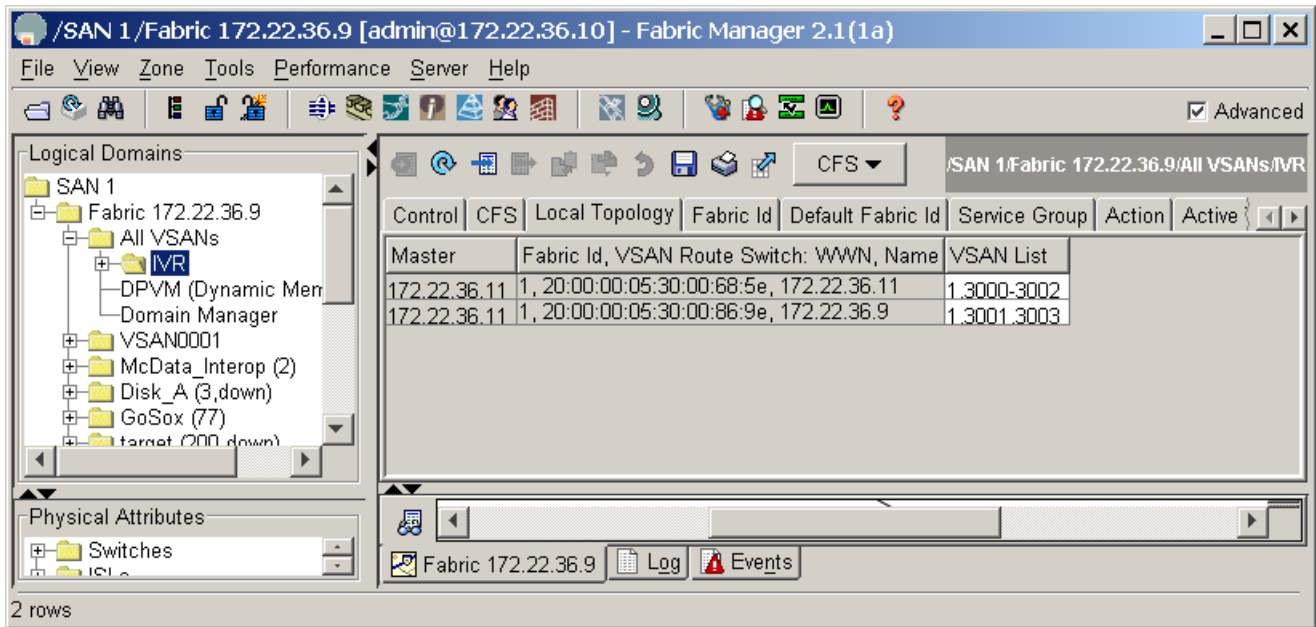 /SAN 1/Fabric 172.22.36.9 [admin@172.22.36.10] - Fabric Manager 2.1(1a)
File View Zone Tools Performance Server Help
Advanced
Logical Domains
SAN 1
Fabric 172.22.36.9
All VSANs
IVR
DPVM (Dynamic Mem
Domain Manager
VSAN0001
McData_Interop (2)
Disk_A (3,down)
GoSox (77)
target (200,down)
Physical Attributes
Switches
ISLs
CFS
/SAN 1/Fabric 172.22.36.9/All VSANs/IVR
Control CFS Local Topology Fabric Id Default Fabric Id Service Group Action Active
Master Fabric Id, VSAN Route Switch: WWN, Name VSAN List
172.22.36.11 1, 20:00:00:05:30:00:68:5e, 172.22.36.11 1,3000-3002
172.22.36.11 1, 20:00:00:05:30:00:86:9e, 172.22.36.9 1,3001,3003
Fabric 172.22.36.9 Log Events
2 rows